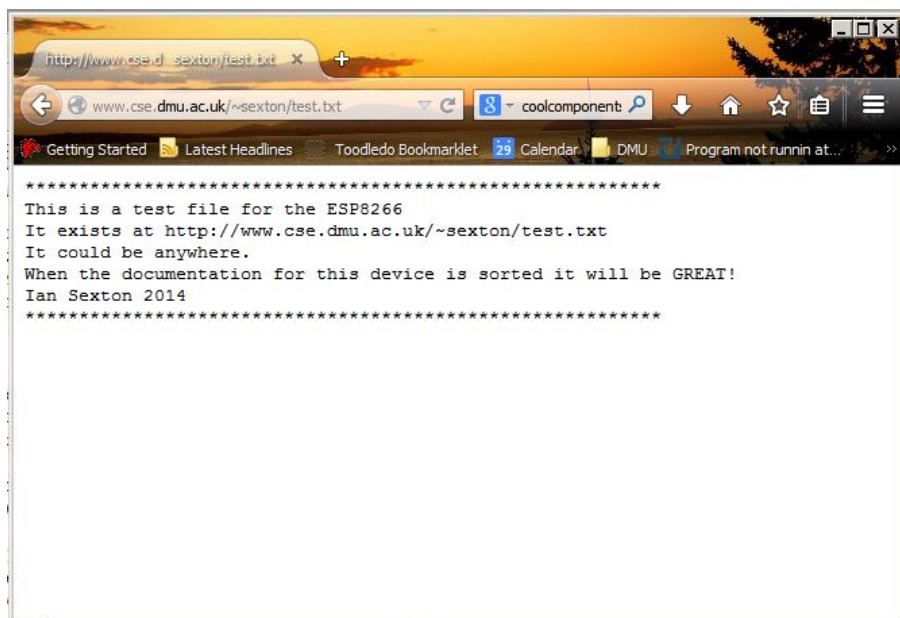 http://www.cse.d sexton/test.txt
www.cse.dmu.ac.uk/~sexton/test.txt 8 coolcomponent:
Getting Started Latest Headlines Toodledo Bookmarklet 29 Calendar DMU Program not runnin at... »
***********************************************************
This is a test file for the ESP8266
It exists at http://www.cse.dmu.ac.uk/~sexton/test.txt
It could be anywhere.
When the documentation for this device is sorted it will be GREAT!
Ian Sexton 2014
***********************************************************